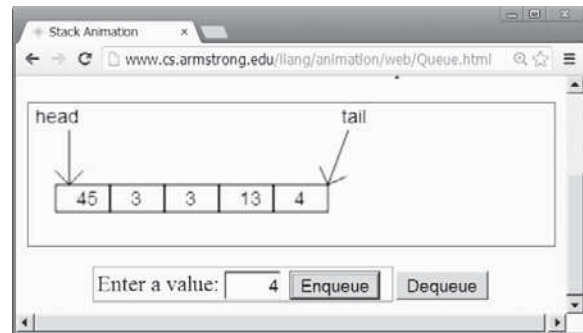 Stack Animation
www.cs.armstrong.edu/liang/animation/web/Queue.html
head tail
45 3 3 13 4
Enter a value: 4 Enqueue Dequeue